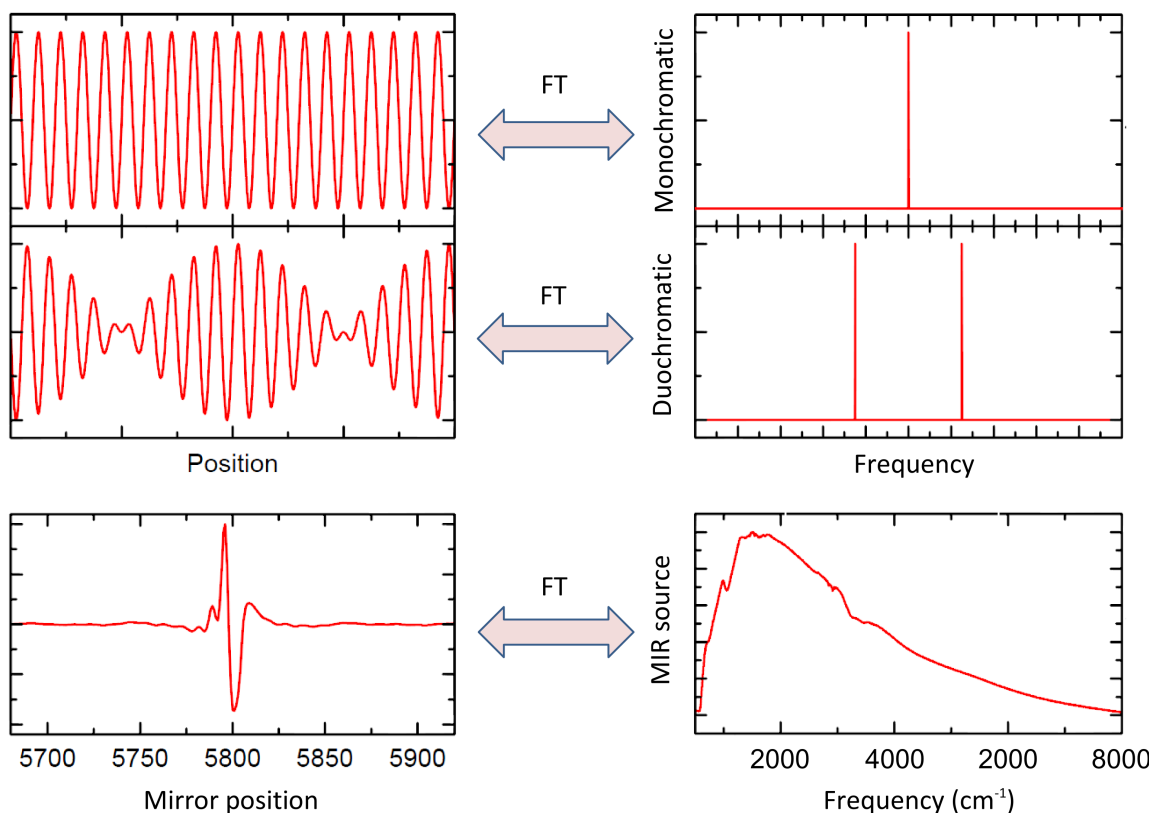 FT
Monochromatic
FT
Duochromatic
Position
Frequency
FT
MIR source
5700 5750 5800 5850 5900
2000 4000 2000 8000
Mirror position
Frequency (cm⁻¹)